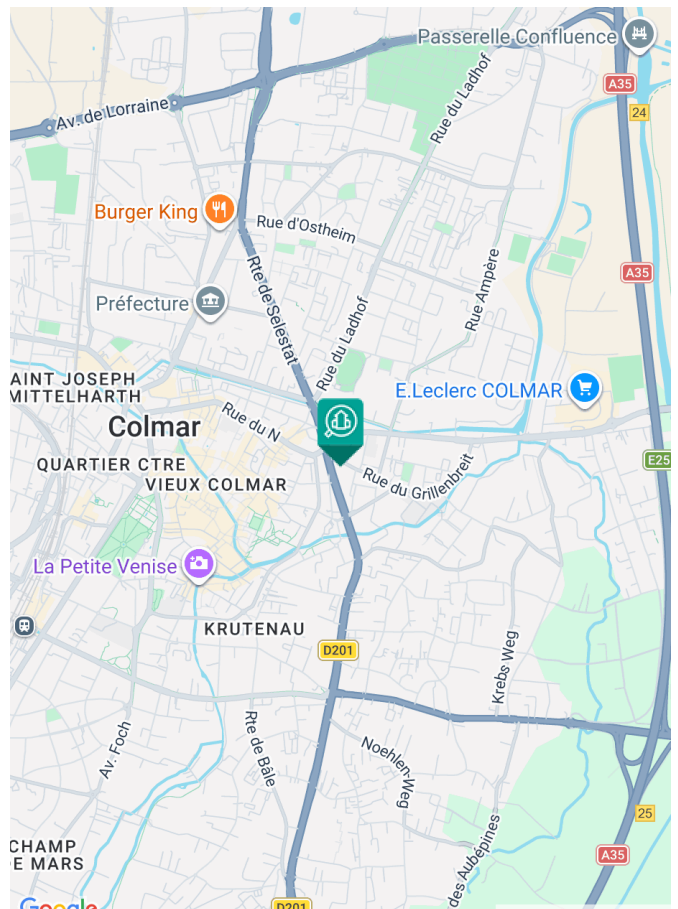 Passerelle Confluence
A35
24
Av. de Lorraine
Rue du Ladhof
Burger King
Rue d'Ostheim
A35
Préfecture
Rte de Sélestat
Rue Ampère
Rue du Ladhof
AINT JOSEPH
MITTELHARTH
E.Leclerc COLMAR
Colmar
Rue du N
E25
QUARTIER CTRE
VIEUX COLMAR
Rue du Grillenbreit
La Petite Venise
KRUTENAU
D201
Krebs Weg
Rte de Bâle
Av. Foch
Noehlen-Weg
25
CHAMP
E MARS
A35
des Aubépines
D201
Google